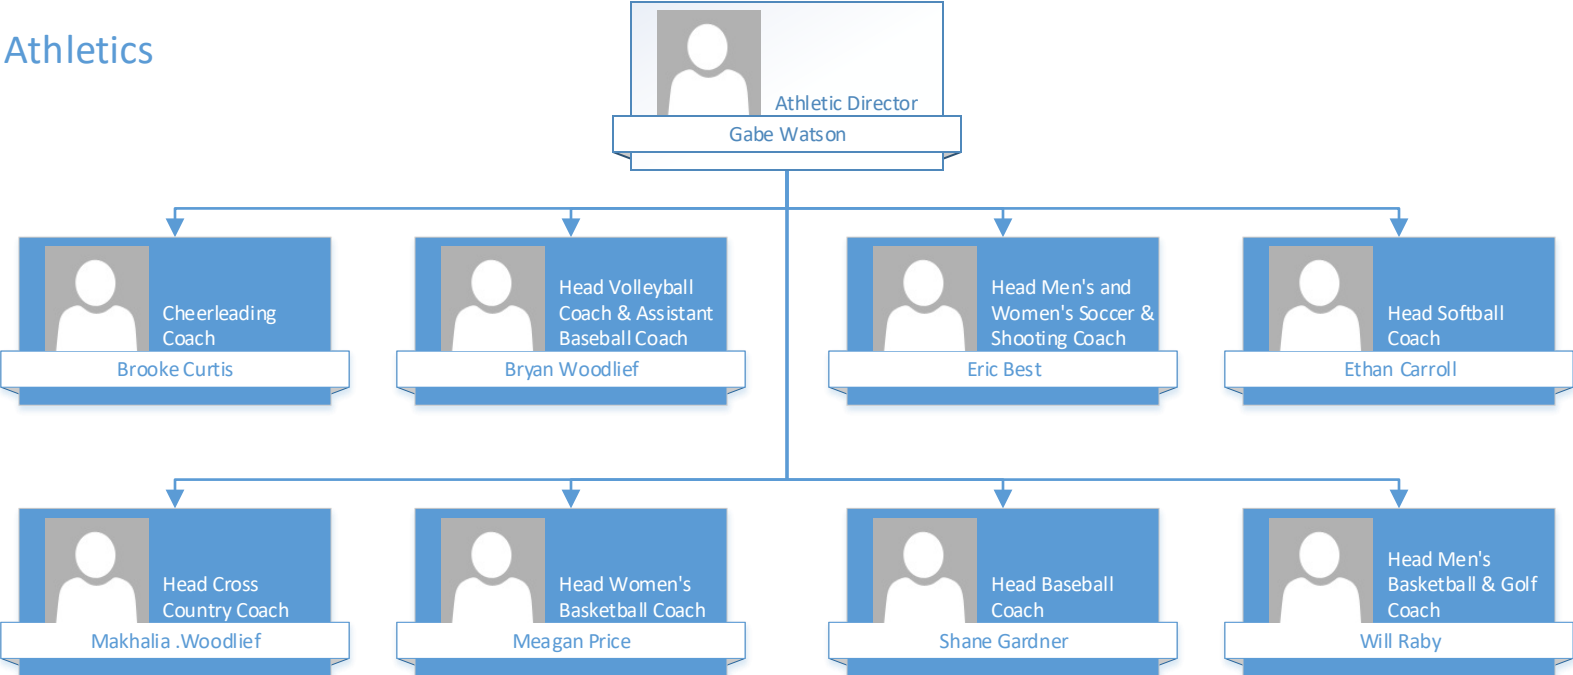 Athletics
Athletic Director
Gabe Watson
Cheerleading
Coach
Brooke Curtis
Head Volleyball
Coach & Assistant
Baseball Coach
Bryan Woodlief
Head Men's and
Women's Soccer &
Shooting Coach
Eric Best
Head Softball
Coach
Ethan Carroll
Head Cross
Country Coach
Makhalia .Woodlief
Head Women's
Basketball Coach
Meagan Price
Head Baseball
Coach
Shane Gardner
Head Men's
Basketball & Golf
Coach
Will Raby